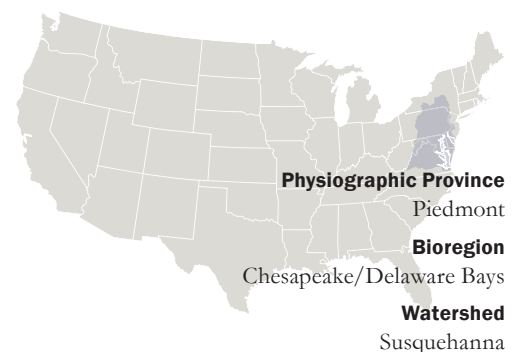 Physiographic Province
Piedmont
Bioregion
Chesapeake/Delaware Bays
Watershed
Susquehanna